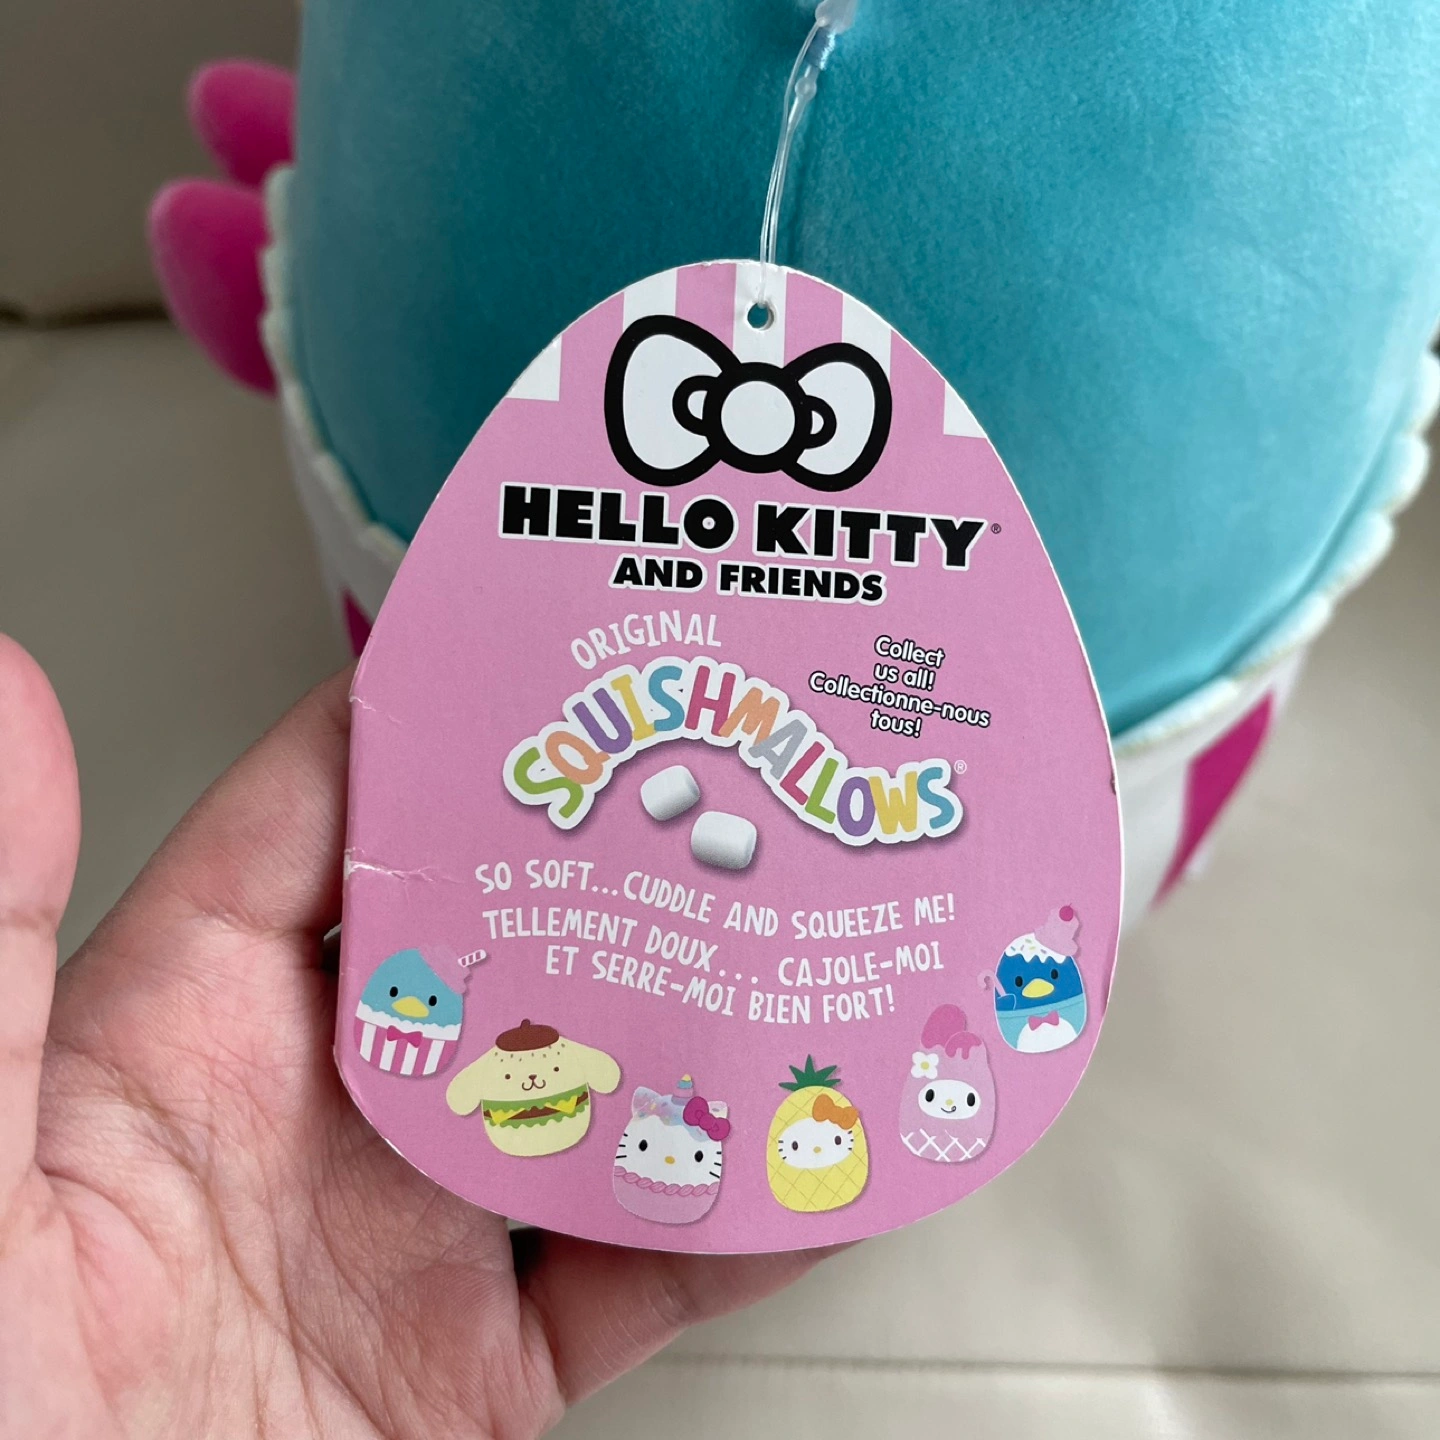 HELLO KITTY®
AND FRIENDS
ORIGINAL
SQUISHMALLOWS®
Collect
us all!
Collectionne-nous
tous!
SO SOFT...CUDDLE AND SQUEEZE ME!
TELLEMENT DOUX... CAJOLE-MOI
ET SERRE-MOI BIEN FORT!